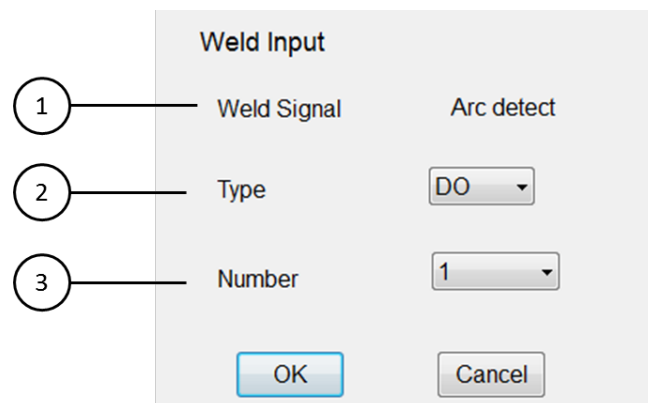 Weld Input
1 Weld Signal Arc detect
2 Type DO
3 Number 1
OK Cancel